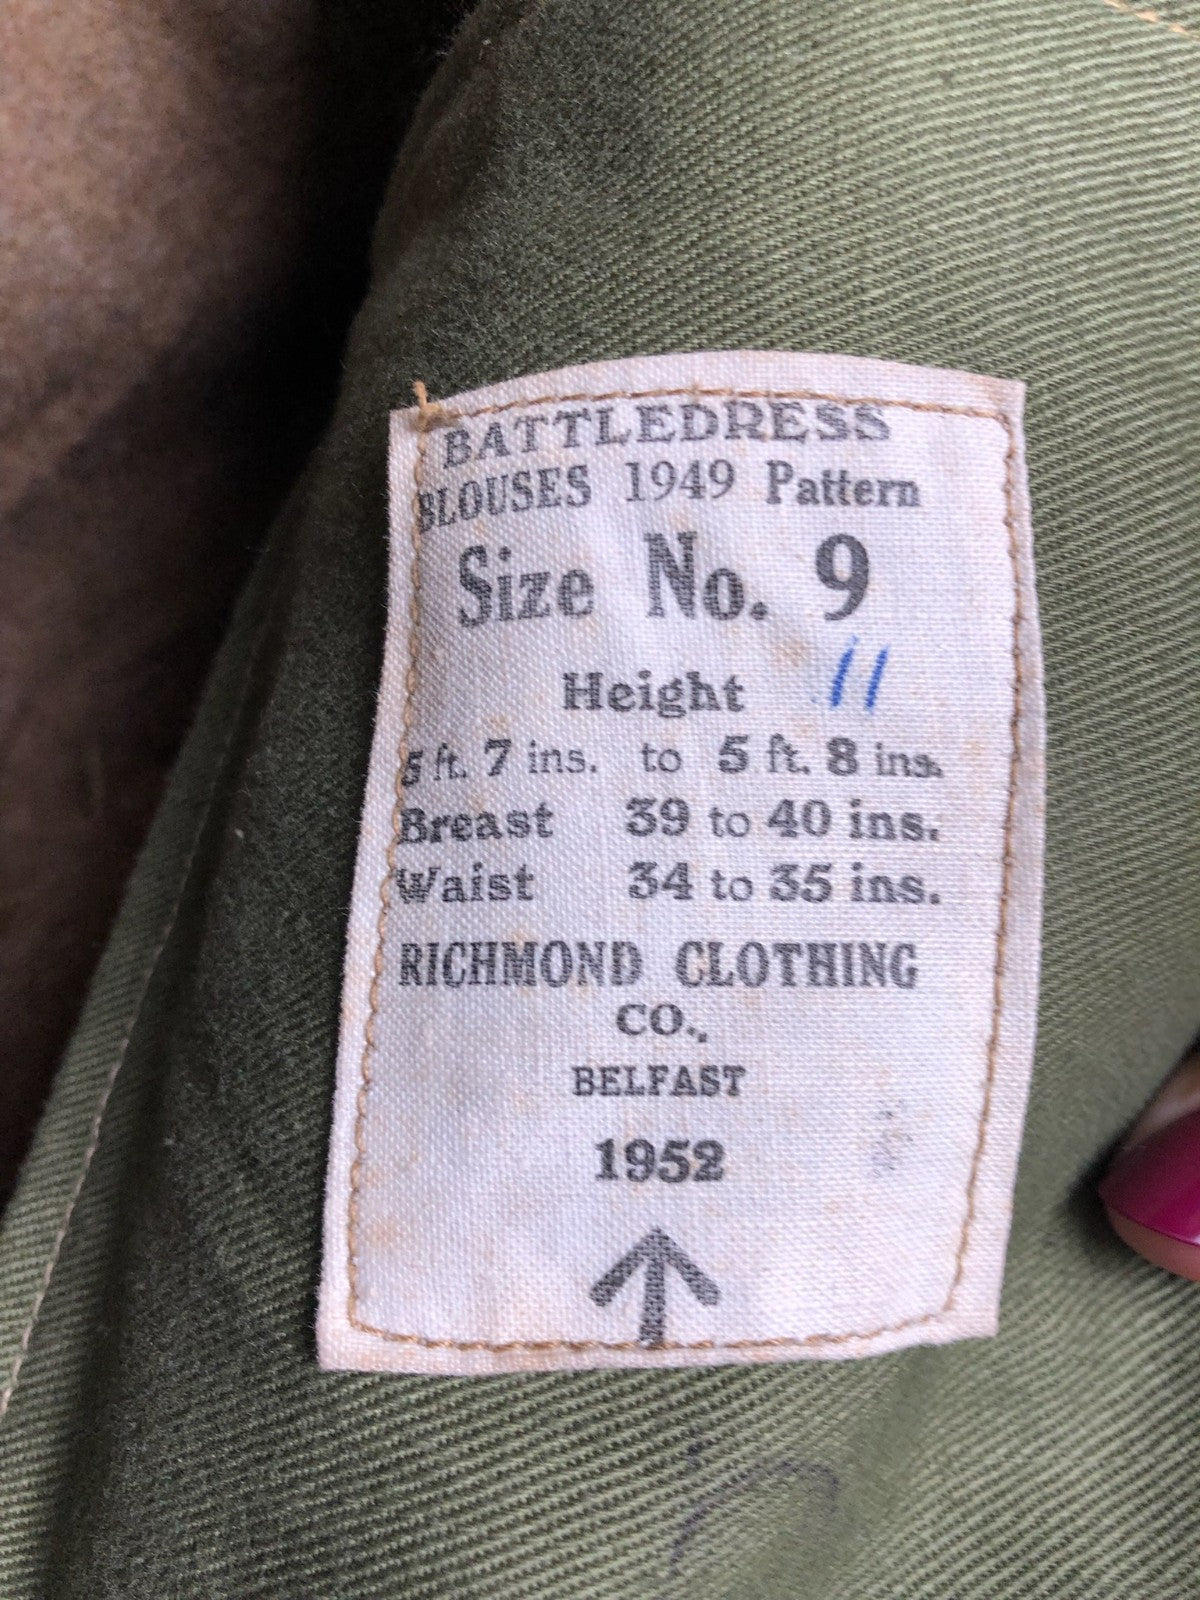 BATTLEDRESS
BLOUSES 1949 Pattern
Size No. 9
Height 11
5 ft. 7 ins. to 5 ft. 8 ins.
Breast 39 to 40 ins.
Waist 34 to 35 ins.
RICHMOND CLOTHING
CO.,
BELFAST
1952